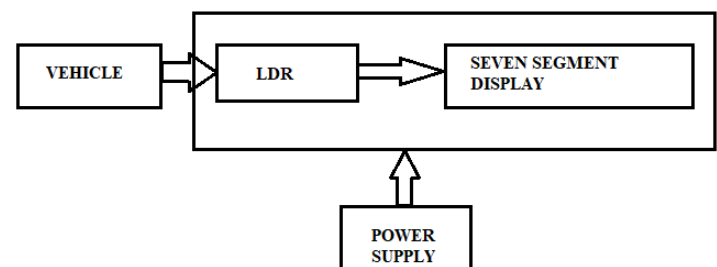 VEHICLE
LDR
SEVEN SEGMENT
DISPLAY
POWER
SUPPLY